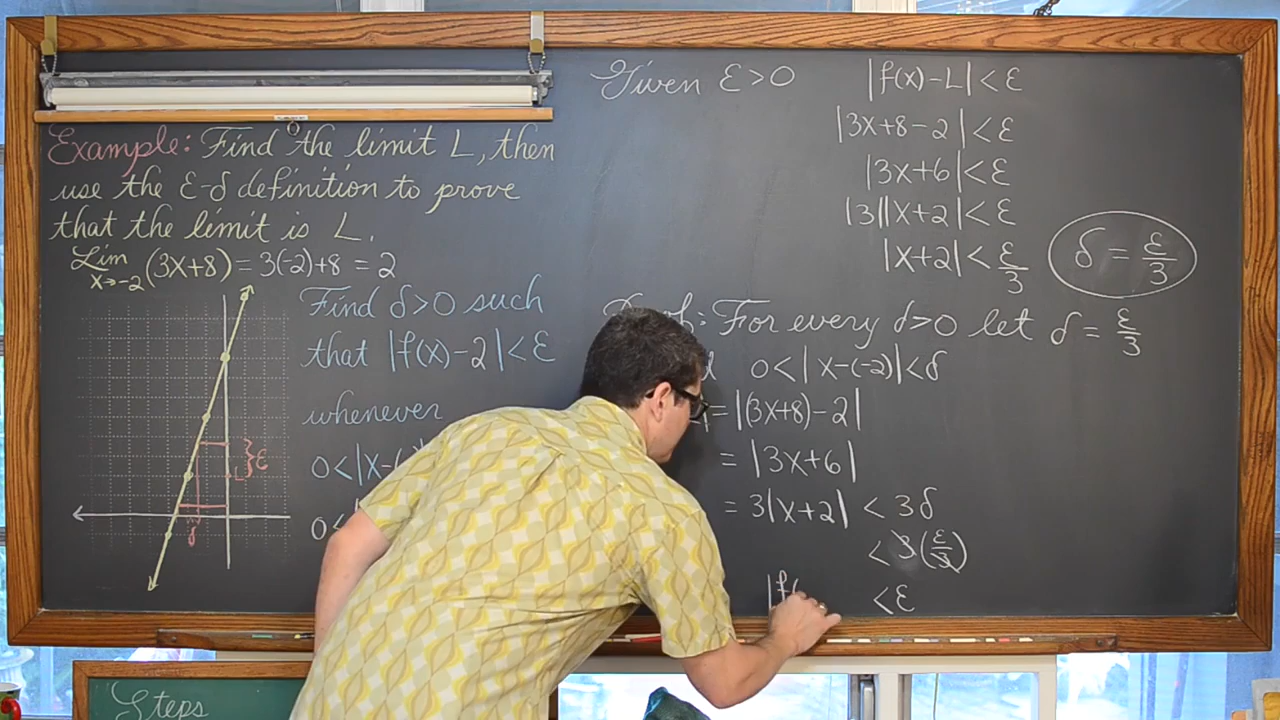 Example: Find the limit L, then
use the ε-δ definition to prove
that the limit is L.
Lim (3x+8) = 3(-2)+8 = 2
x→-2
Find δ>0 such
that |f(x)-2|<ε
whenever
0<|x-(
0<
L
ε
δ
Given ε>0
|f(x)-L|<ε
|3x+8-2|<ε
|3x+6|<ε
|3||x+2|<ε
|x+2|<ε/3
δ = ε/3
: For every δ>0 let δ = ε/3
0<|x-(-2)|<δ
=|(3x+8)-2|
= |3x+6|
= 3|x+2| < 3δ
< 3(ε/3)
|f( <ε
Steps